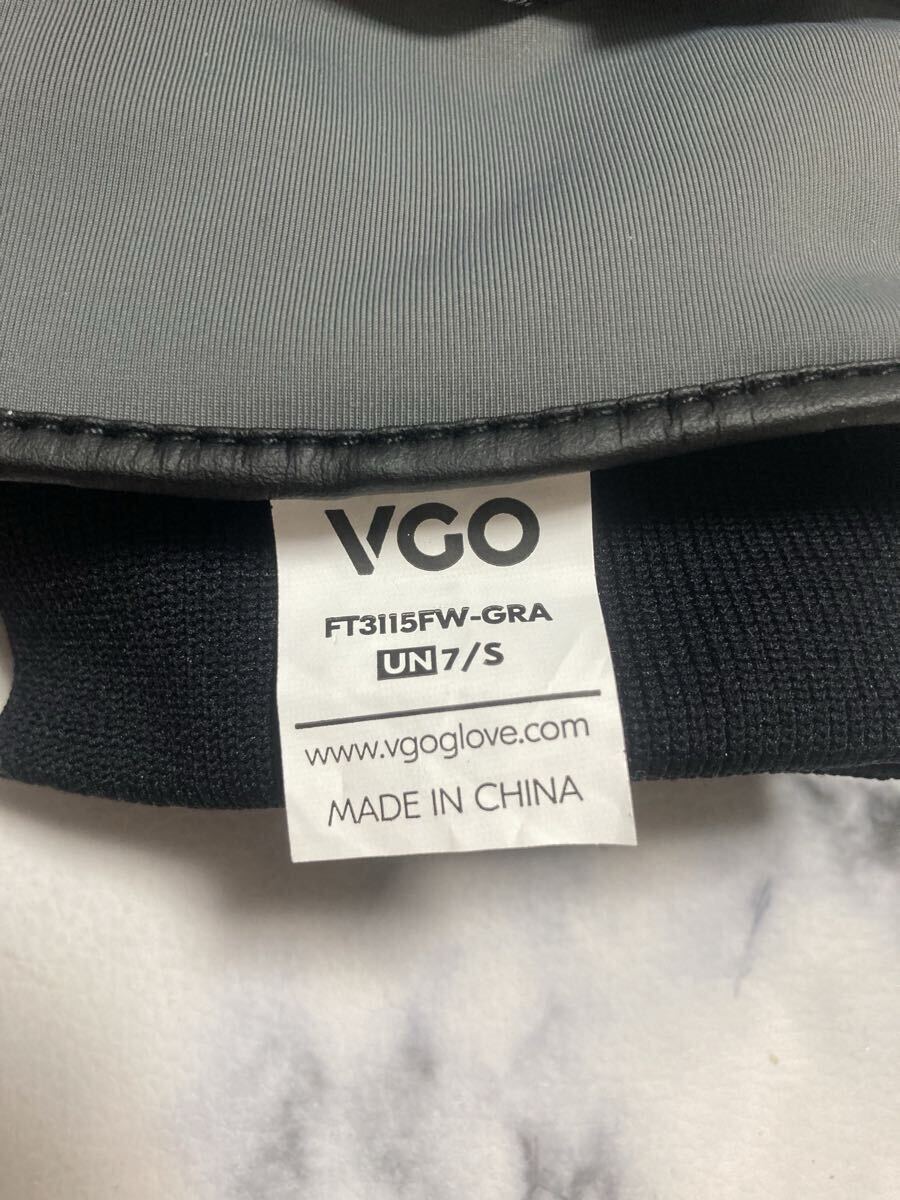 VGO
FT3115FW-GRA
UN 7/S
www.vgoglove.com
MADE IN CHINA